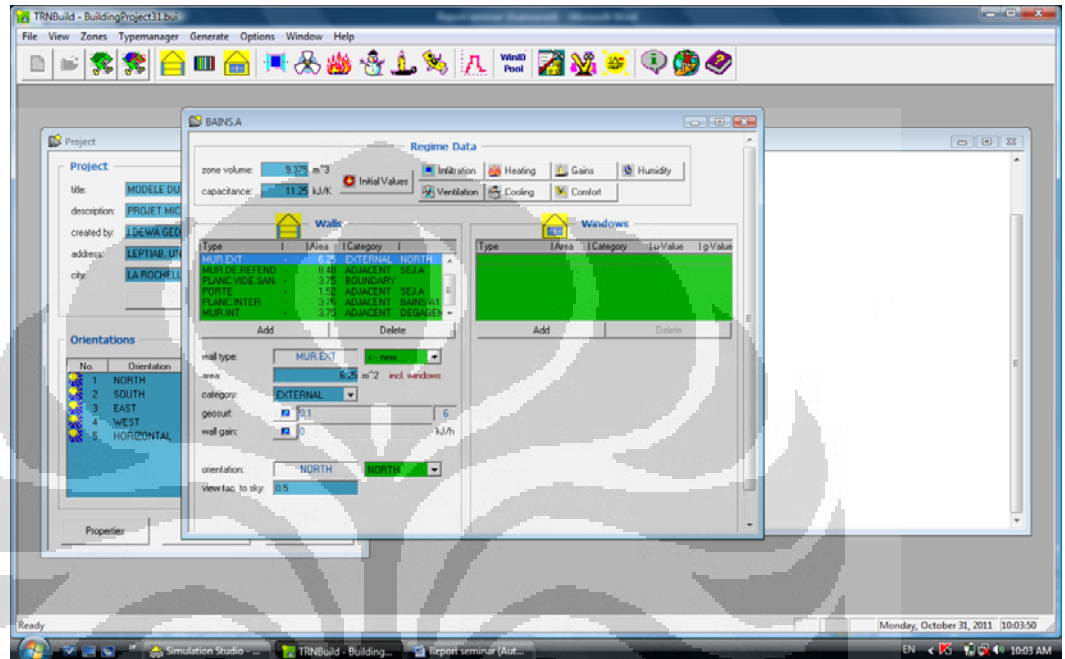 TRNBuild - BuildingProject31.bui
File View Zones Typemanager Generate Options Window Help
WinID Pool
BAINS.A
Project
Regime Data
Project
zone volume: 9.375 m^3
Initial Values
Infiltration Heating Gains Humidity
title: MODELE DU
capacitance: 11.25 kJ/K
Ventilation Cooling Comfort
description: PROJET MIC
created by: I.DEWA GED
Walls
Windows
address: LEPTIAB, UN
Type Area Category
Type Area Category u-Value g-Value
MUR.EXT - 6.25 EXTERNAL NORTH
city: LA ROCHELL
MUR.DE.REFEND - 8.48 ADJACENT SEJ.A
PLANC.VIDE.SAN. - 3.75 BOUNDARY
PORTE - 1.52 ADJACENT SEJ.A
PLANC.INTER - 3.75 ADJACENT BAINS/A1
MUR.INT - 3.75 ADJACENT DEGAGEN
Add Delete
Add Delete
Orientations
wall type: MUR.EXT <-- new
No. Orientation
area: 6.25 m^2 incl. windows
1 NORTH
2 SOUTH
category: EXTERNAL
3 EAST
geosurf: 0.1 6
4 WEST
wall gain: 0 kJ/h
5 HORIZONTAL
orientation: NORTH NORTH
view fac. to sky: 0.5
Properties
Ready
Monday, October 31, 2011 10:03:50
Simulation Studio - ... TRNBuild - Building... Report seminar (Aut...
EN 10:03 AM